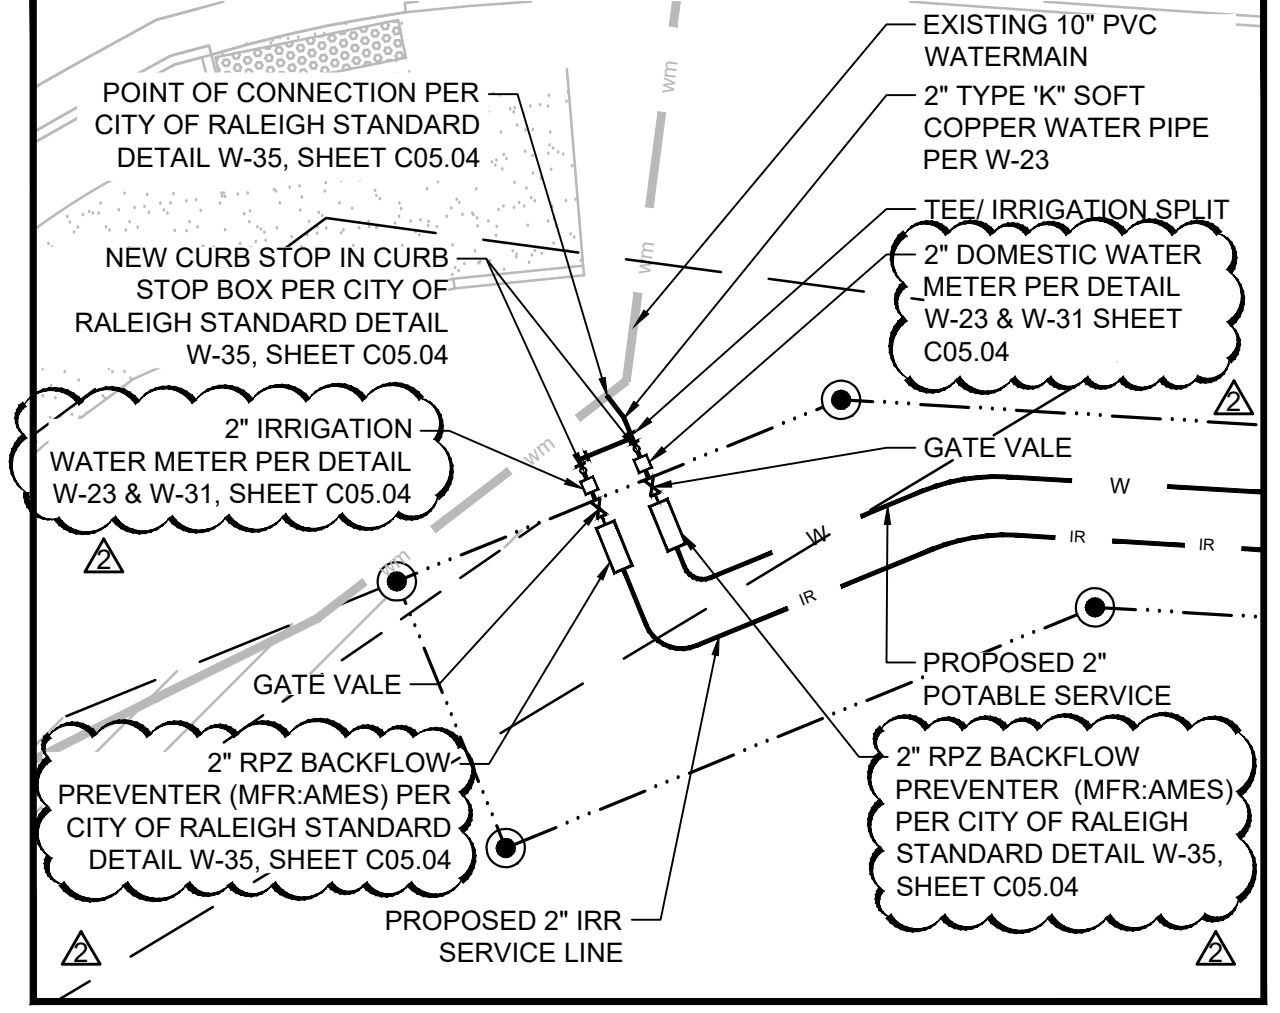 EXISTING 10" PVC
WATERMAIN
wm
POINT OF CONNECTION PER
CITY OF RALEIGH STANDARD
DETAIL W-35, SHEET C05.04
2" TYPE 'K" SOFT
COPPER WATER PIPE
PER W-23
TEE/ IRRIGATION SPLIT
NEW CURB STOP IN CURB
STOP BOX PER CITY OF
RALEIGH STANDARD DETAIL
W-35, SHEET C05.04
wm
2" DOMESTIC WATER
METER PER DETAIL
W-23 & W-31 SHEET
C05.04
2
2" IRRIGATION
WATER METER PER DETAIL
W-23 & W-31, SHEET C05.04
2
wm
GATE VALE
W
W
IR
IR
IR
wm
GATE VALE
PROPOSED 2"
POTABLE SERVICE
2" RPZ BACKFLOW
PREVENTER (MFR:AMES) PER
CITY OF RALEIGH STANDARD
DETAIL W-35, SHEET C05.04
2
2" RPZ BACKFLOW
PREVENTER (MFR:AMES)
PER CITY OF RALEIGH
STANDARD DETAIL W-35,
SHEET C05.04
2
PROPOSED 2" IRR
SERVICE LINE